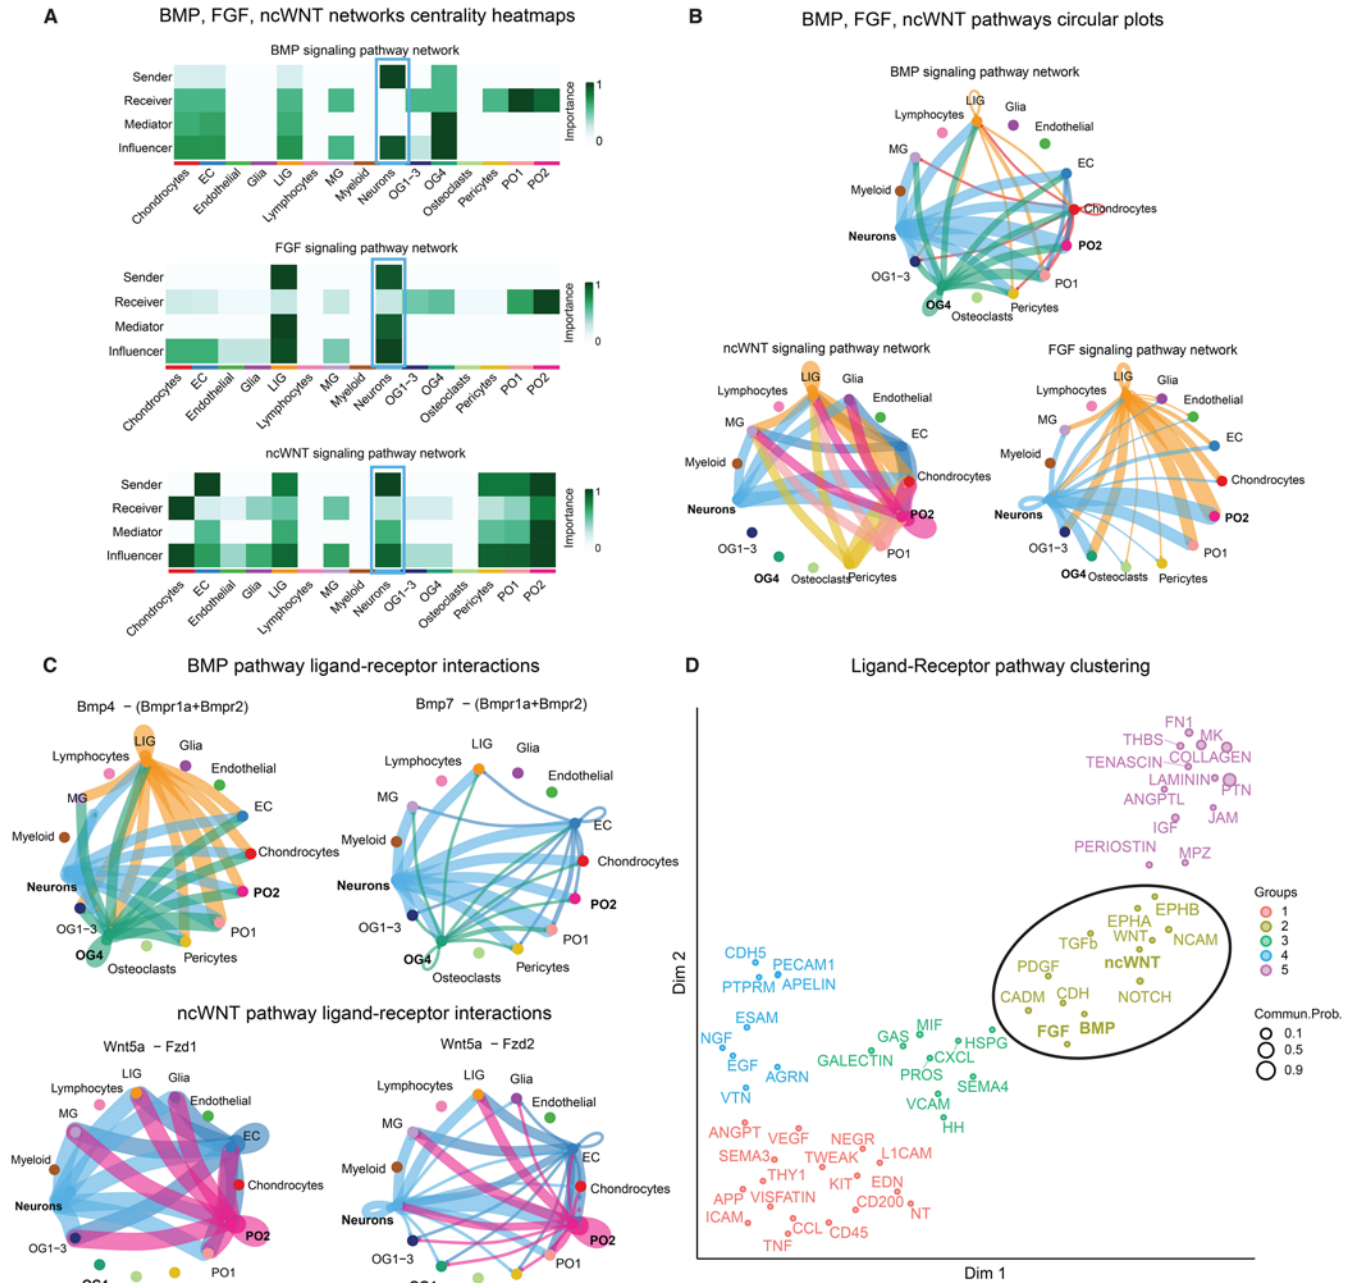 A
BMP, FGF, ncWNT networks centrality heatmaps
BMP signaling pathway network
Sender
Receiver
Mediator
Influencer
Importance
1
0
Chondrocytes
EC
Endothelial
Glia
LIG
Lymphocytes
MG
Myeloid
Neurons
OG1-3
OG4
Osteoclasts
Pericytes
PO1
PO2
FGF signaling pathway network
Sender
Receiver
Mediator
Influencer
Importance
1
0
Chondrocytes
EC
Endothelial
Glia
LIG
Lymphocytes
MG
Myeloid
Neurons
OG1-3
OG4
Osteoclasts
Pericytes
PO1
PO2
ncWNT signaling pathway network
Sender
Receiver
Mediator
Influencer
Importance
1
0
Chondrocytes
EC
Endothelial
Glia
LIG
Lymphocytes
MG
Myeloid
Neurons
OG1-3
OG4
Osteoclasts
Pericytes
PO1
PO2
B
BMP, FGF, ncWNT pathways circular plots
BMP signaling pathway network
LIG
Glia
Lymphocytes
Endothelial
MG
EC
Myeloid
Chondrocytes
Neurons
PO2
OG1-3
PO1
OG4
Osteoclasts
Pericytes
ncWNT signaling pathway network
LIG
Glia
Lymphocytes
Endothelial
MG
EC
Myeloid
Chondrocytes
Neurons
PO2
OG1-3
PO1
OG4
Osteoclasts
Pericytes
FGF signaling pathway network
LIG
Glia
Lymphocytes
Endothelial
MG
EC
Myeloid
Chondrocytes
Neurons
PO2
OG1-3
PO1
OG4
Osteoclasts
Pericytes
C
BMP pathway ligand-receptor interactions
Bmp4 - (Bmpr1a+Bmpr2)
LIG
Glia
Lymphocytes
Endothelial
MG
EC
Myeloid
Chondrocytes
Neurons
PO2
OG1-3
PO1
OG4
Pericytes
Osteoclasts
Bmp7 - (Bmpr1a+Bmpr2)
LIG
Glia
Lymphocytes
Endothelial
MG
EC
Myeloid
Chondrocytes
Neurons
PO2
OG1-3
PO1
OG4
Pericytes
Osteoclasts
ncWNT pathway ligand-receptor interactions
Wnt5a - Fzd1
LIG
Glia
Lymphocytes
Endothelial
MG
EC
Myeloid
Chondrocytes
Neurons
PO2
OG1-3
PO1
Wnt5a - Fzd2
LIG
Glia
Lymphocytes
Endothelial
MG
EC
Myeloid
Chondrocytes
Neurons
PO2
OG1-3
PO1
D
Ligand-Receptor pathway clustering
FN1
THBS
MK
COLLAGEN
TENASCIN
LAMININ
PTN
ANGPTL
JAM
IGF
PERIOSTIN
MPZ
EPHB
EPHA
WNT
NCAM
TGFb
ncWNT
PDGF
CADM
CDH
NOTCH
FGF
BMP
CDH5
PECAM1
PTPRM
APELIN
ESAM
NGF
EGF
AGRN
VTN
MIF
GAS
HSPG
GALECTIN
CXCL
PROS
SEMA4
VCAM
HH
ANGPT
VEGF
NEGR
SEMA3
TWEAK
L1CAM
THY1
KIT
EDN
APP
VISFATIN
CD200
ICAM
NT
CCL
CD45
TNF
Dim 2
Dim 1
Groups
1
2
3
4
5
Commun.Prob.
0.1
0.5
0.9